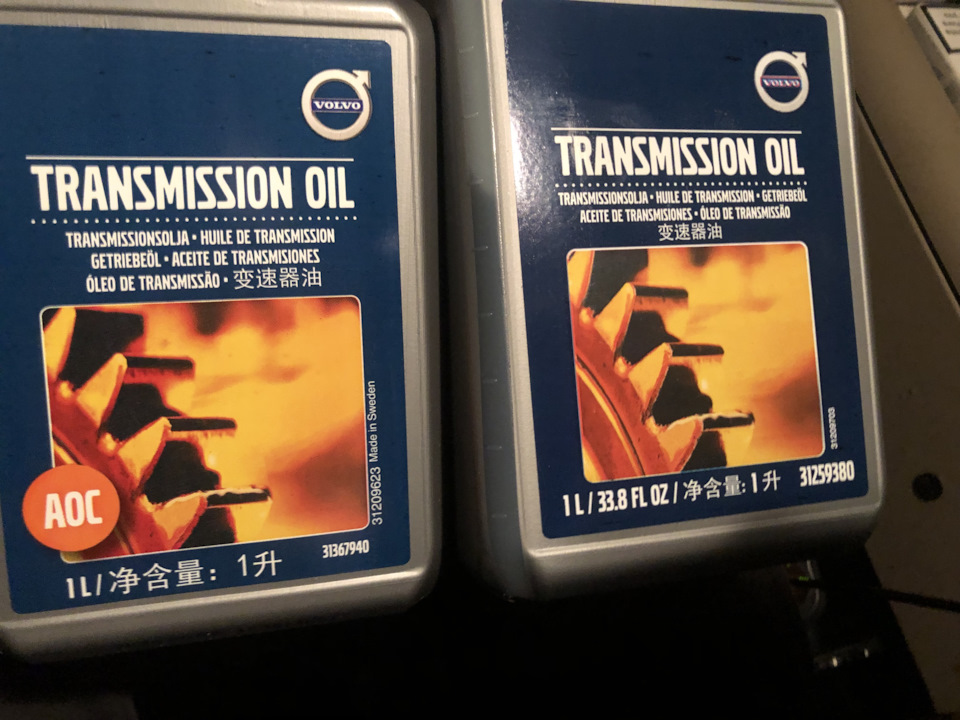 VOLVO
TRANSMISSION OIL
TRANSMISSIONSOLJA • HUILE DE TRANSMISSION
GETRIEBEÖL • ACEITE DE TRANSMISIONES
ÓLEO DE TRANSMISSÃO • 变速器油
31209623 Made in Sweden
AOC
31367940
1 L / 净含量: 1升
VOLVO
TRANSMISSION OIL
TRANSMISSIONSOLJA • HUILE DE TRANSMISSION • GETRIEBEÖL
ACEITE DE TRANSMISIONES • ÓLEO DE TRANSMISSÃO
变速器油
31209703
1 L / 33.8 FL OZ / 净含量: 1升 31259380